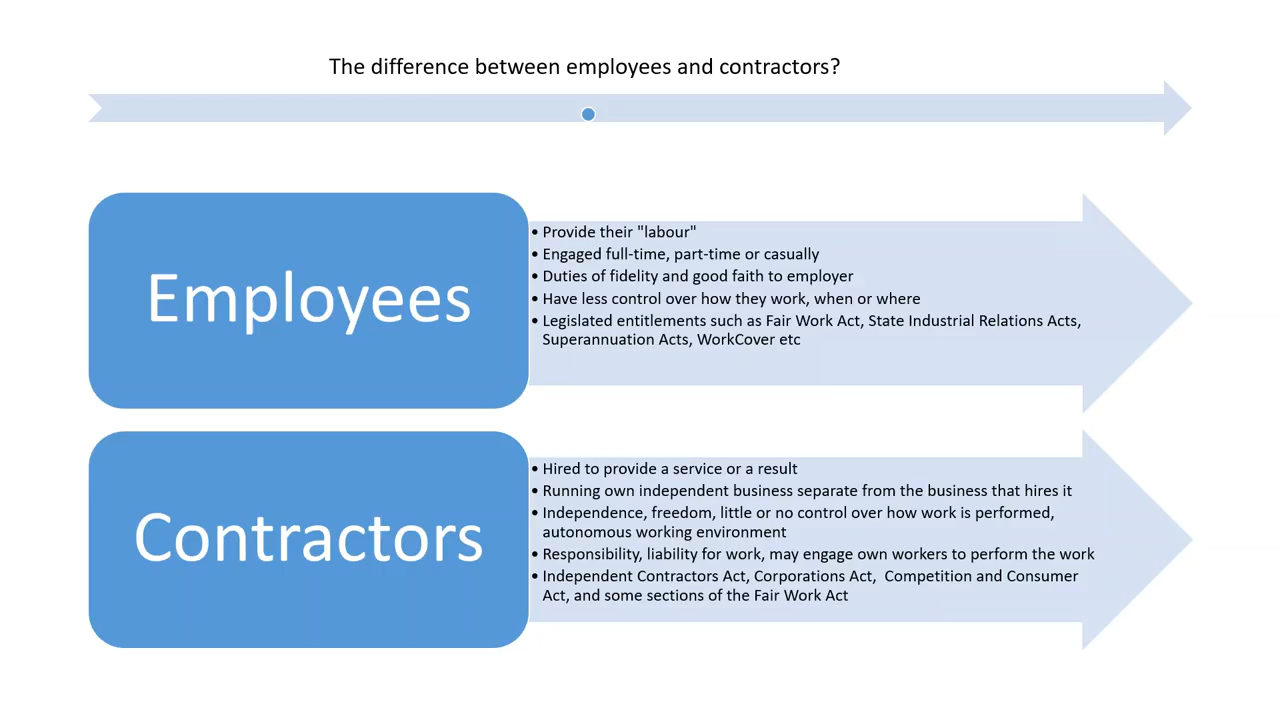 The difference between employees and contractors?
Employees
• Provide their "labour"
• Engaged full-time, part-time or casually
• Duties of fidelity and good faith to employer
• Have less control over how they work, when or where
• Legislated entitlements such as Fair Work Act, State Industrial Relations Acts,
Superannuation Acts, WorkCover etc
Contractors
• Hired to provide a service or a result
• Running own independent business separate from the business that hires it
• Independence, freedom, little or no control over how work is performed,
autonomous working environment
• Responsibility, liability for work, may engage own workers to perform the work
• Independent Contractors Act, Corporations Act,  Competition and Consumer
Act, and some sections of the Fair Work Act